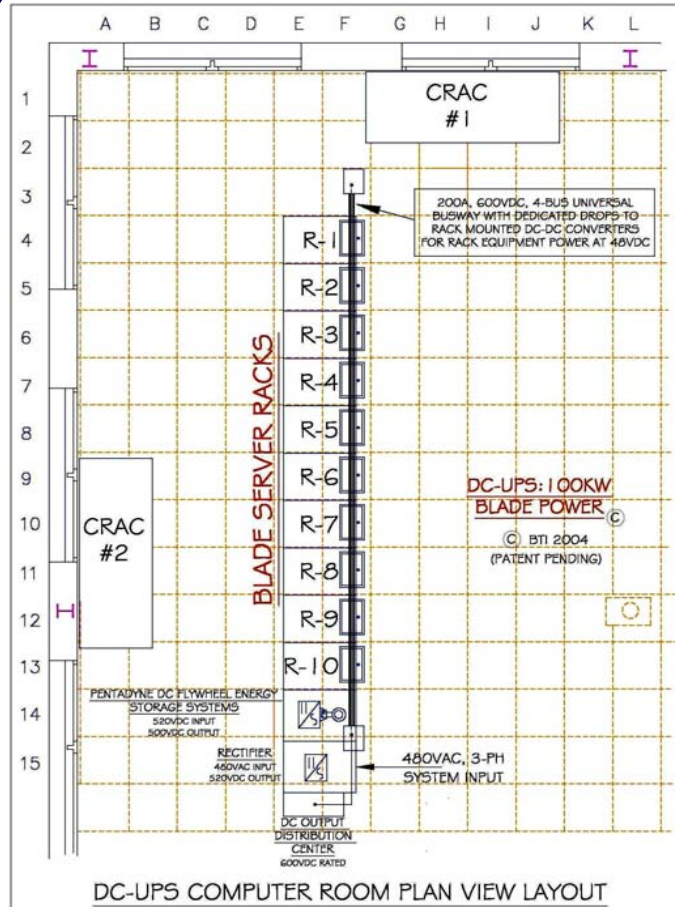 A B C D E F G H I J K L
1
2
3
4
5
6
7
8
9
10
11
12
13
14
15
CRAC
#1
200A, 600VDC, 4-BUS UNIVERSAL
BUSWAY WITH DEDICATED DROPS TO
RACK MOUNTED DC-DC CONVERTERS
FOR RACK EQUIPMENT POWER AT 48VDC
R-1
R-2
R-3
R-4
R-5
R-6
R-7
R-8
R-9
R-10
BLADE SERVER RACKS
CRAC
#2
DC-UPS: 100KW
BLADE POWER ©
© BTI 2004
(PATENT PENDING)
PENTADYNE DC FLYWHEEL ENERGY
STORAGE SYSTEMS
520VDC INPUT
500VDC OUTPUT
RECTIFIER
480VAC INPUT
520VDC OUTPUT
480VAC, 3-PH
SYSTEM INPUT
DC OUTPUT
DISTRIBUTION
CENTER
600VDC RATED
DC-UPS COMPUTER ROOM PLAN VIEW LAYOUT